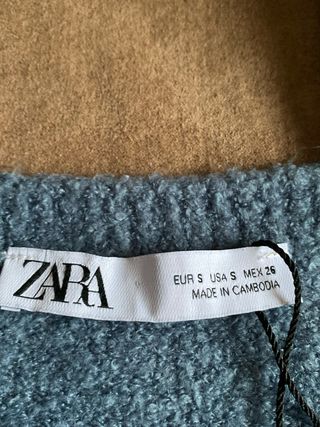 ZARA
EUR S USA S MEX 26
MADE IN CAMBODIA